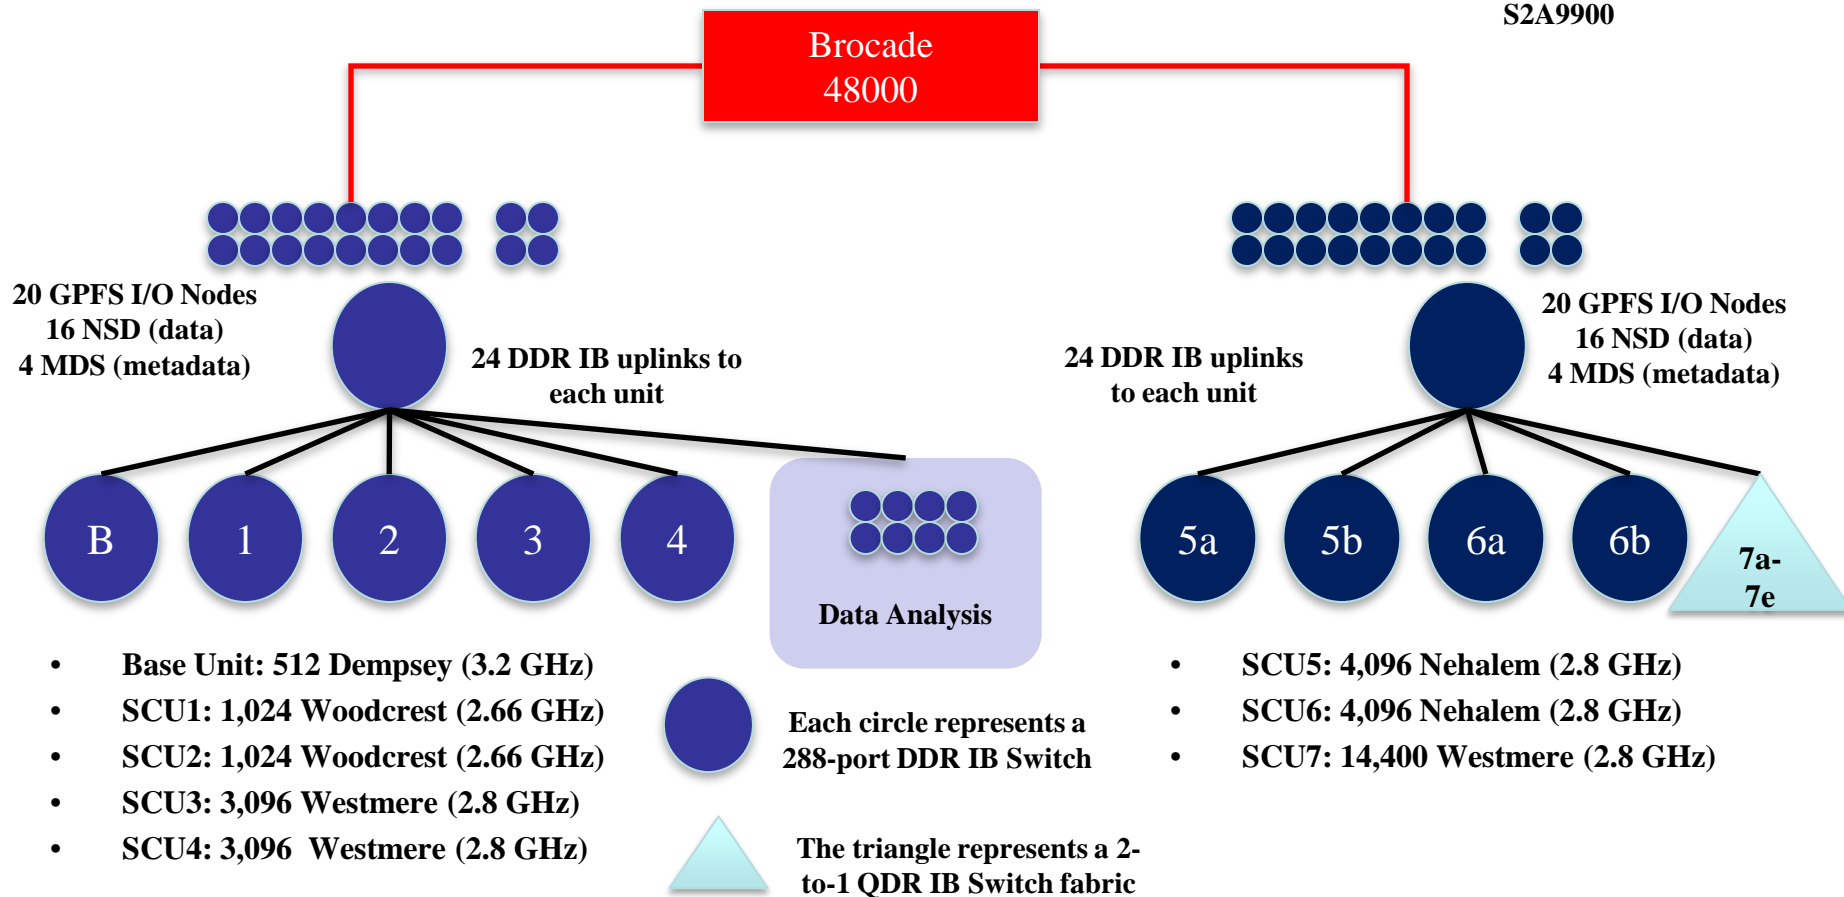 S2A9900
Brocade
48000
20 GPFS I/O Nodes
16 NSD (data)
4 MDS (metadata)
24 DDR IB uplinks to
each unit
24 DDR IB uplinks
to each unit
20 GPFS I/O Nodes
16 NSD (data)
4 MDS (metadata)
B
1
2
3
4
Data Analysis
5a
5b
6a
6b
7a-
7e
• Base Unit: 512 Dempsey (3.2 GHz)
• SCU1: 1,024 Woodcrest (2.66 GHz)
• SCU2: 1,024 Woodcrest (2.66 GHz)
• SCU3: 3,096 Westmere (2.8 GHz)
• SCU4: 3,096 Westmere (2.8 GHz)
Each circle represents a
288-port DDR IB Switch
The triangle represents a 2-
to-1 QDR IB Switch fabric
• SCU5: 4,096 Nehalem (2.8 GHz)
• SCU6: 4,096 Nehalem (2.8 GHz)
• SCU7: 14,400 Westmere (2.8 GHz)